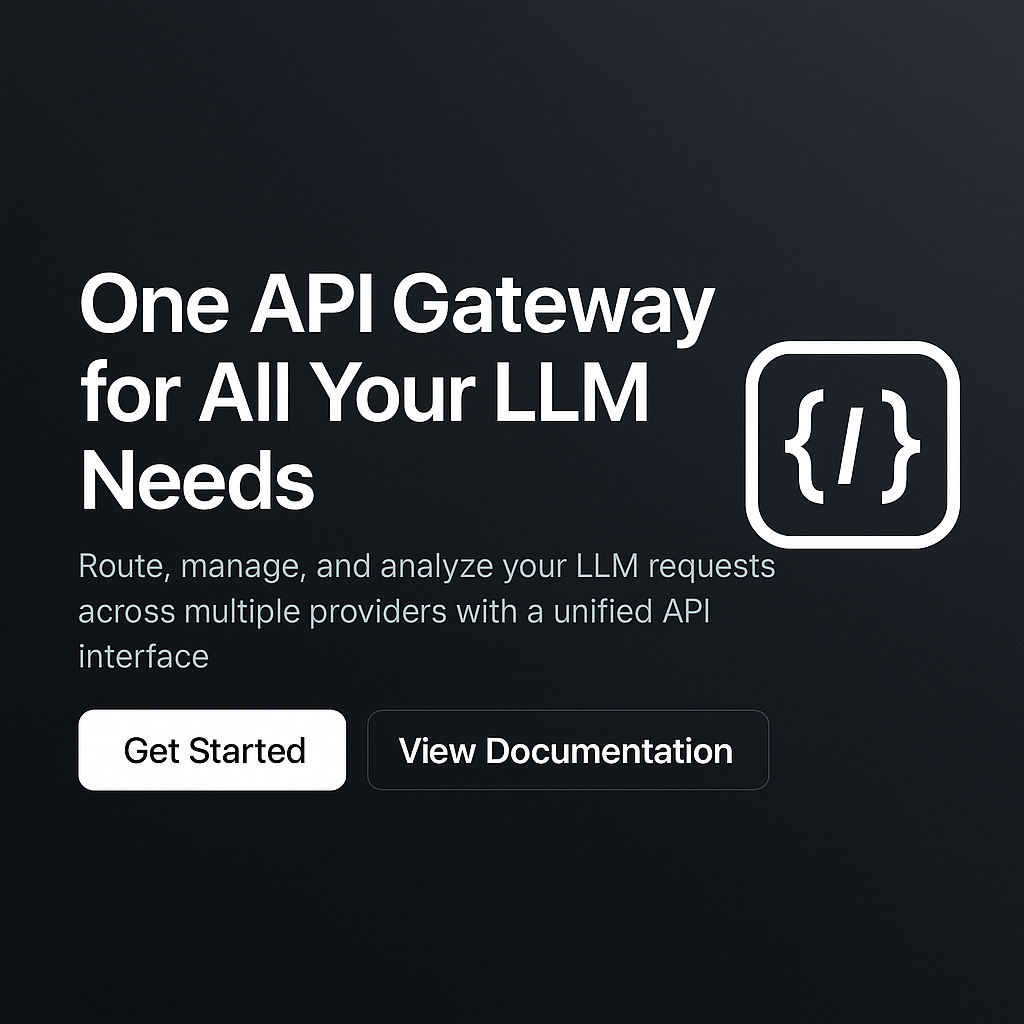 One API Gateway
for All Your LLM
Needs
{/}
Route, manage, and analyze your LLM requests
across multiple providers with a unified API
interface
Get Started
View Documentation